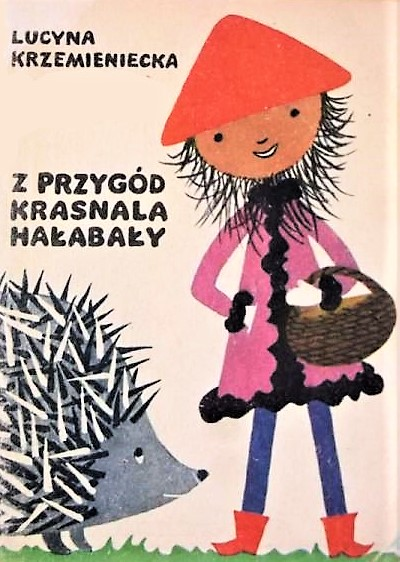 LUCYNA
KRZEMIENIECKA
Z PRZYGÓD
KRASNALA
HAŁABAŁY